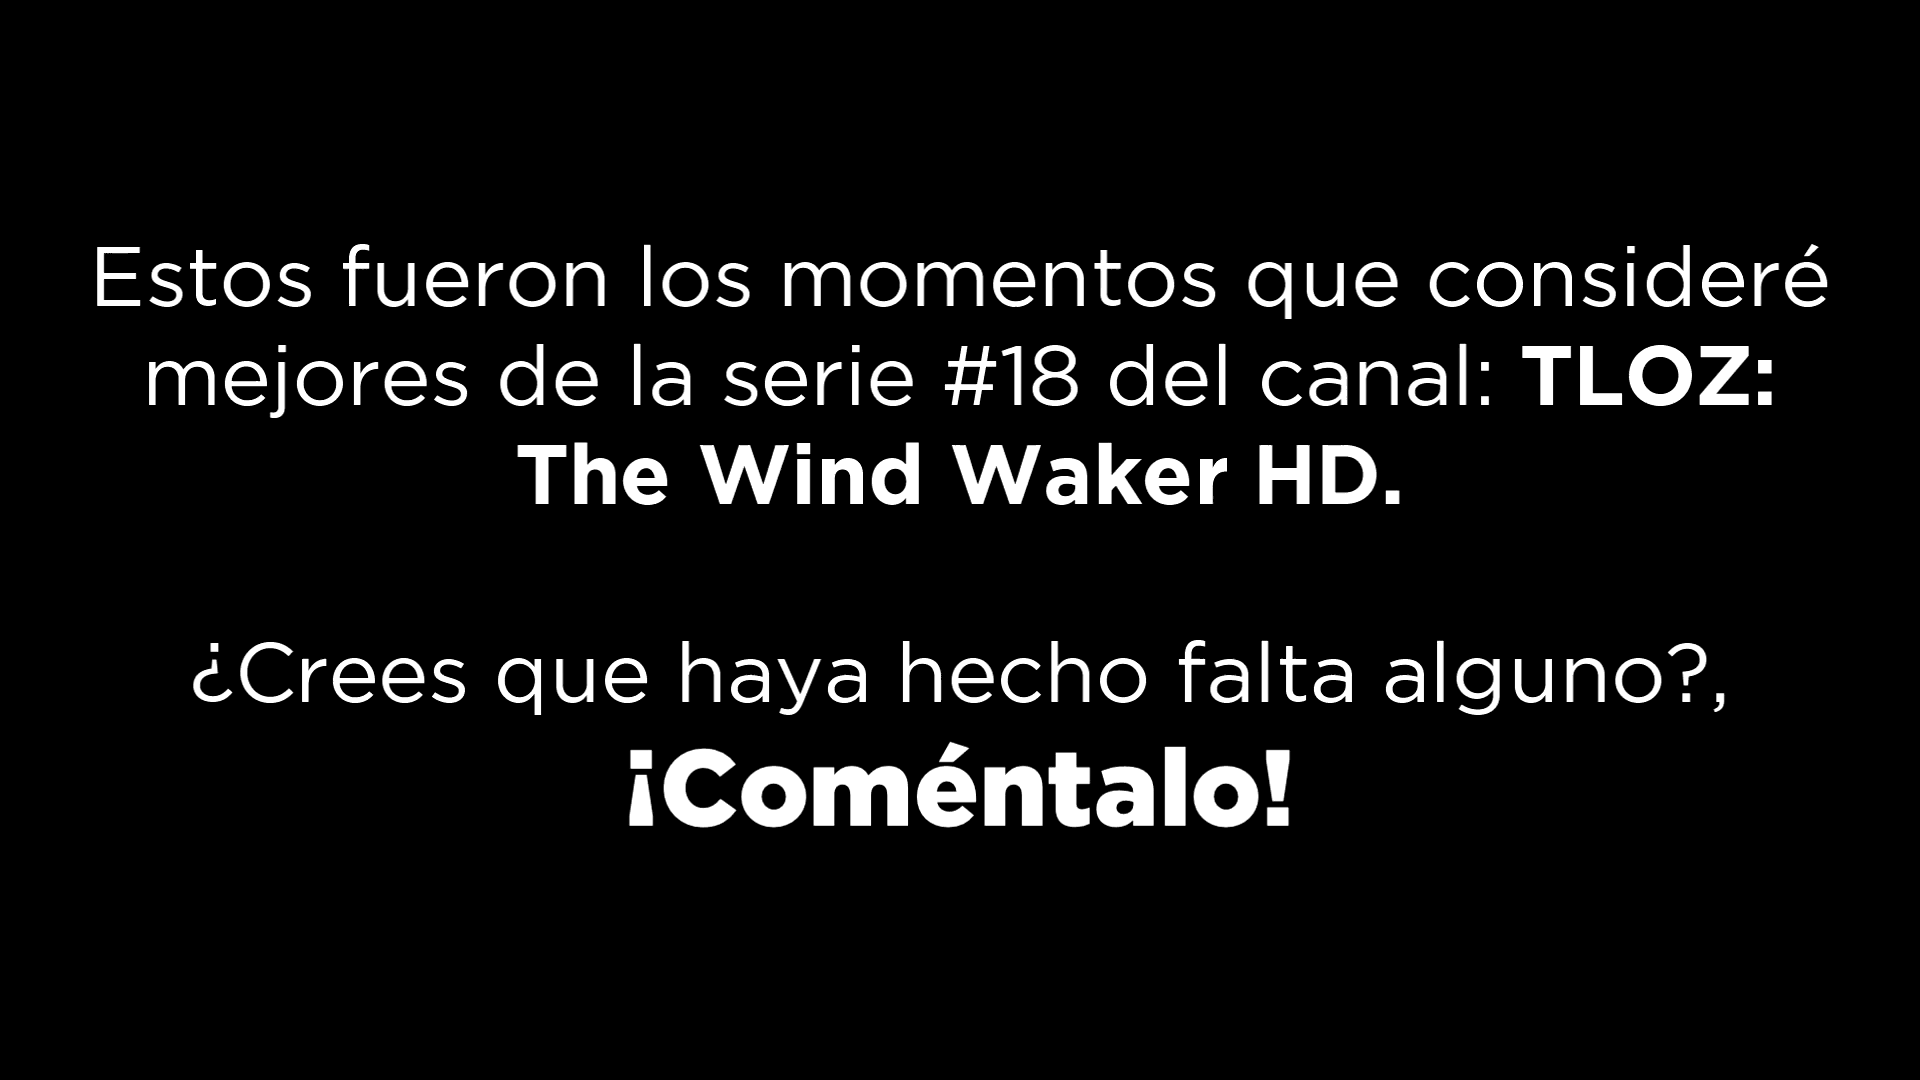 Estos fueron los momentos que consideré
mejores de la serie #18 del canal: TLOZ:
The Wind Waker HD.
¿Crees que haya hecho falta alguno?,
¡Coméntalo!